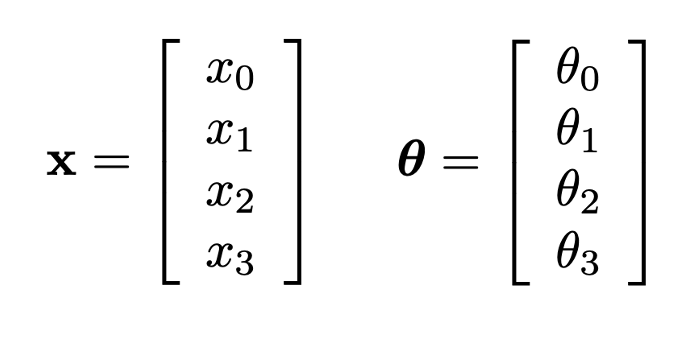 x = [ x₀ x₁ x₂ x₃ ] θ = [ θ₀ θ₁ θ₂ θ₃ ]